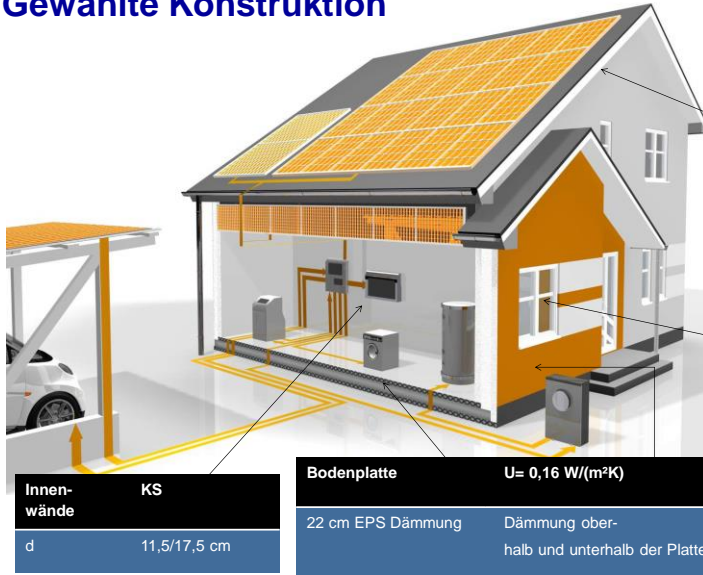 Gewählte Konstruktion
Innen-
wände
KS
d
11,5/17,5 cm
Bodenplatte
U= 0,16 W/(m²K)
22 cm EPS Dämmung
Dämmung ober-
halb und unterhalb der Platte